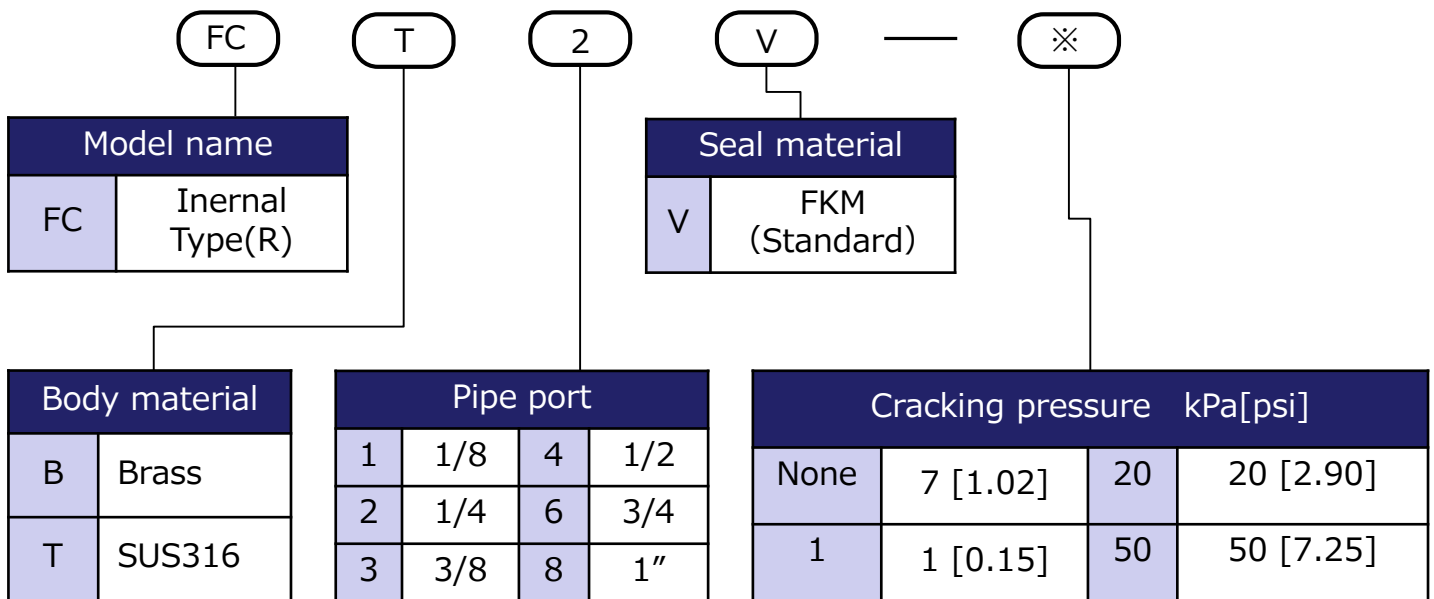 FC T 2 V ※
Model name
FC Inernal
Type(R)
Seal material
V FKM
(Standard)
Body material
B Brass
T SUS316
Pipe port
1 1/8 4 1/2
2 1/4 6 3/4
3 3/8 8 1″
Cracking pressure kPa[psi]
None 7 [1.02] 20 20 [2.90]
1 1 [0.15] 50 50 [7.25]